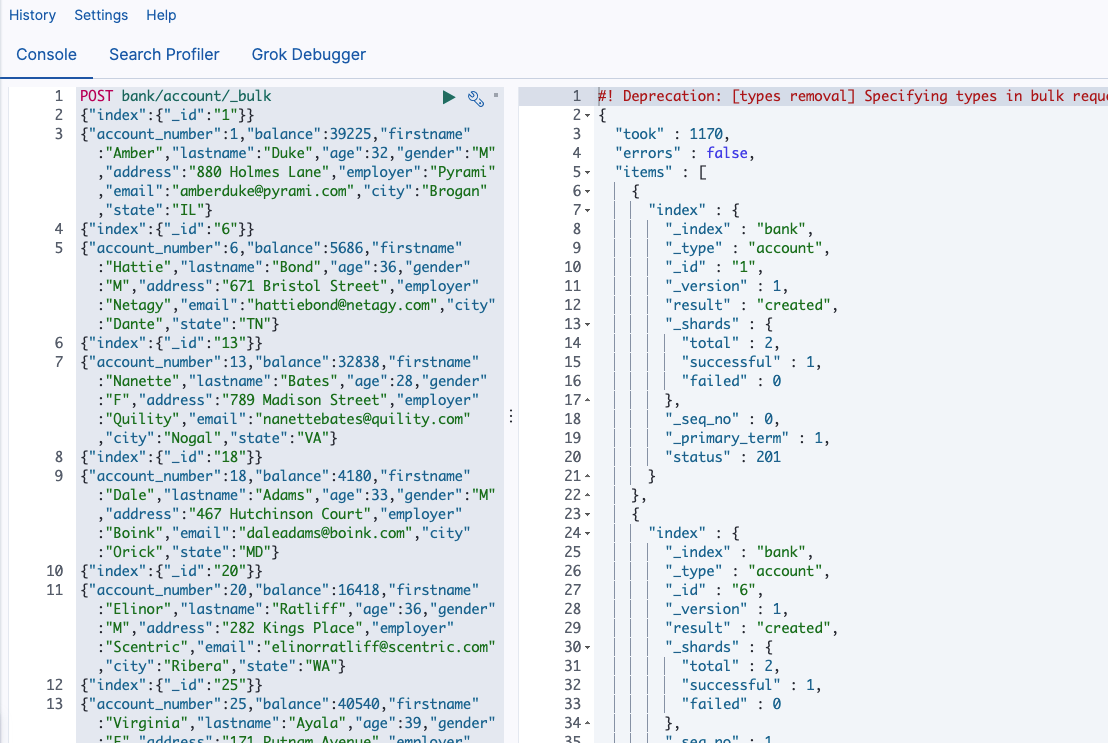 History Settings Help
Console Search Profiler Grok Debugger
1 POST bank/account/_bulk
2 {"index":{"_id":"1"}}
3 {"account_number":1,"balance":39225,"firstname"
:"Amber","lastname":"Duke","age":32,"gender":"M"
,"address":"880 Holmes Lane","employer":"Pyrami"
,"email":"amberduke@pyrami.com","city":"Brogan"
,"state":"IL"}
4 {"index":{"_id":"6"}}
5 {"account_number":6,"balance":5686,"firstname"
:"Hattie","lastname":"Bond","age":36,"gender"
:"M","address":"671 Bristol Street","employer"
:"Netagy","email":"hattiebond@netagy.com","city"
:"Dante","state":"TN"}
6 {"index":{"_id":"13"}}
7 {"account_number":13,"balance":32838,"firstname"
:"Nanette","lastname":"Bates","age":28,"gender"
:"F","address":"789 Madison Street","employer"
:"Quility","email":"nanettebates@quility.com"
,"city":"Nogal","state":"VA"}
8 {"index":{"_id":"18"}}
9 {"account_number":18,"balance":4180,"firstname"
:"Dale","lastname":"Adams","age":33,"gender":"M"
,"address":"467 Hutchinson Court","employer"
:"Boink","email":"daleadams@boink.com","city"
:"Orick","state":"MD"}
10 {"index":{"_id":"20"}}
11 {"account_number":20,"balance":16418,"firstname"
:"Elinor","lastname":"Ratliff","age":36,"gender"
:"M","address":"282 Kings Place","employer"
:"Scentric","email":"elinorratliff@scentric.com"
,"city":"Ribera","state":"WA"}
12 {"index":{"_id":"25"}}
13 {"account_number":25,"balance":40540,"firstname"
:"Virginia","lastname":"Ayala","age":39,"gender"
:"F","address":"171 Putnam Avenue","employer"
1 #! Deprecation: [types removal] Specifying types in bulk reque
2 {
3 "took" : 1170,
4 "errors" : false,
5 "items" : [
6 {
7 "index" : {
8 "_index" : "bank",
9 "_type" : "account",
10 "_id" : "1",
11 "_version" : 1,
12 "result" : "created",
13 "_shards" : {
14 "total" : 2,
15 "successful" : 1,
16 "failed" : 0
17 },
18 "_seq_no" : 0,
19 "_primary_term" : 1,
20 "status" : 201
21 }
22 },
23 {
24 "index" : {
25 "_index" : "bank",
26 "_type" : "account",
27 "_id" : "6",
28 "_version" : 1,
29 "result" : "created",
30 "_shards" : {
31 "total" : 2,
32 "successful" : 1,
33 "failed" : 0
34 },
35 "_seq_no" : 1,